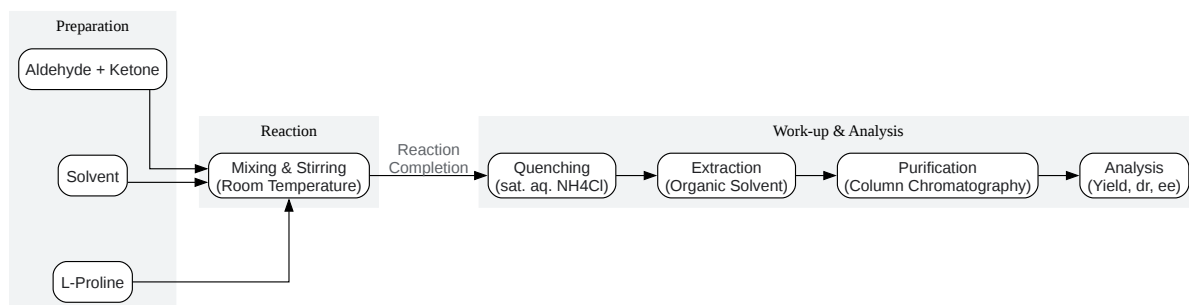 Preparation
Aldehyde + Ketone
Solvent
L-Proline
Reaction
Mixing & Stirring
(Room Temperature)
Reaction
Completion
Work-up & Analysis
Quenching
(sat. aq. NH4Cl)
Extraction
(Organic Solvent)
Purification
(Column Chromatography)
Analysis
(Yield, dr, ee)